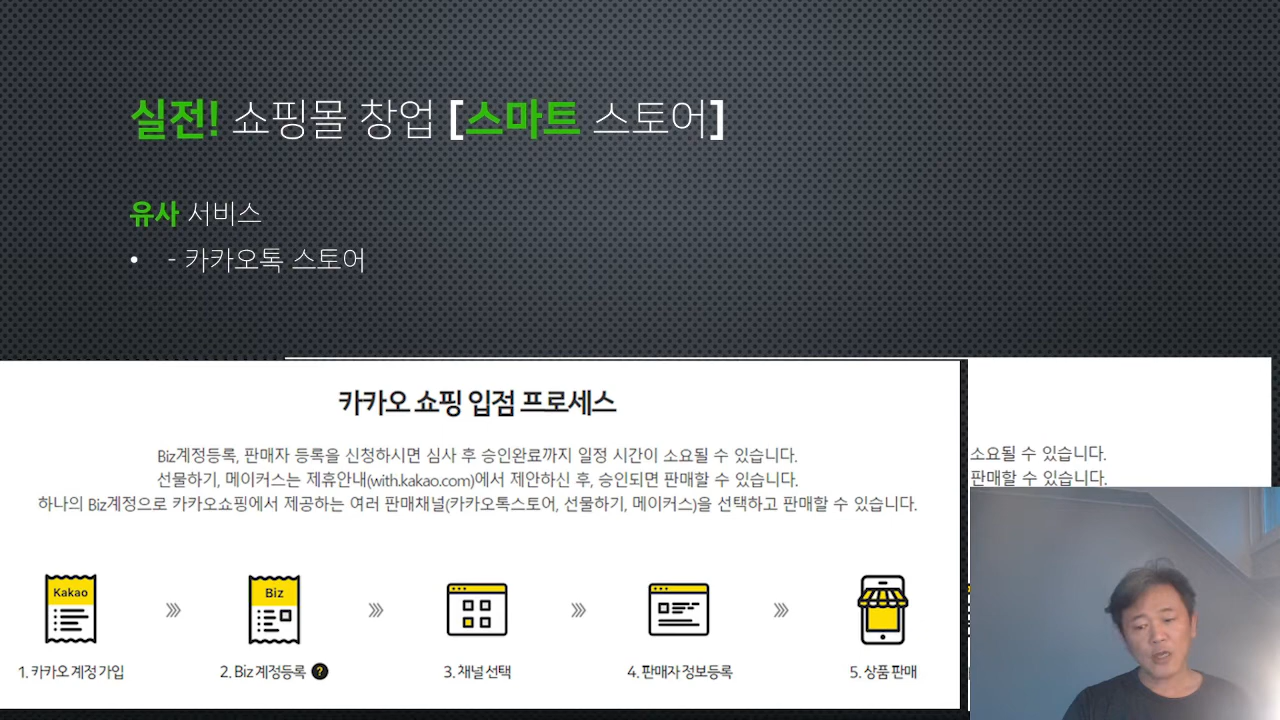 실전! 쇼핑몰 창업 [스마트 스토어]
유사 서비스
• - 카카오톡 스토어
카카오 쇼핑 입점 프로세스
Biz계정등록, 판매자 등록을 신청하시면 심사 후 승인완료까지 일정 시간이 소요될 수 있습니다.
선물하기, 메이커스는 제휴안내(with.kakao.com)에서 제안하신 후, 승인되면 판매할 수 있습니다.
하나의 Biz계정으로 카카오쇼핑에서 제공하는 여러 판매채널(카카오톡스토어, 선물하기, 메이커스)을 선택하고 판매할 수 있습니다.
소요될 수 있습니다.
판매할 수 있습니다.
Kakao
Biz
1. 카카오 계정 가입
2. Biz 계정등록 ?
3. 채널 선택
4. 판매자 정보등록
5. 상품 판매